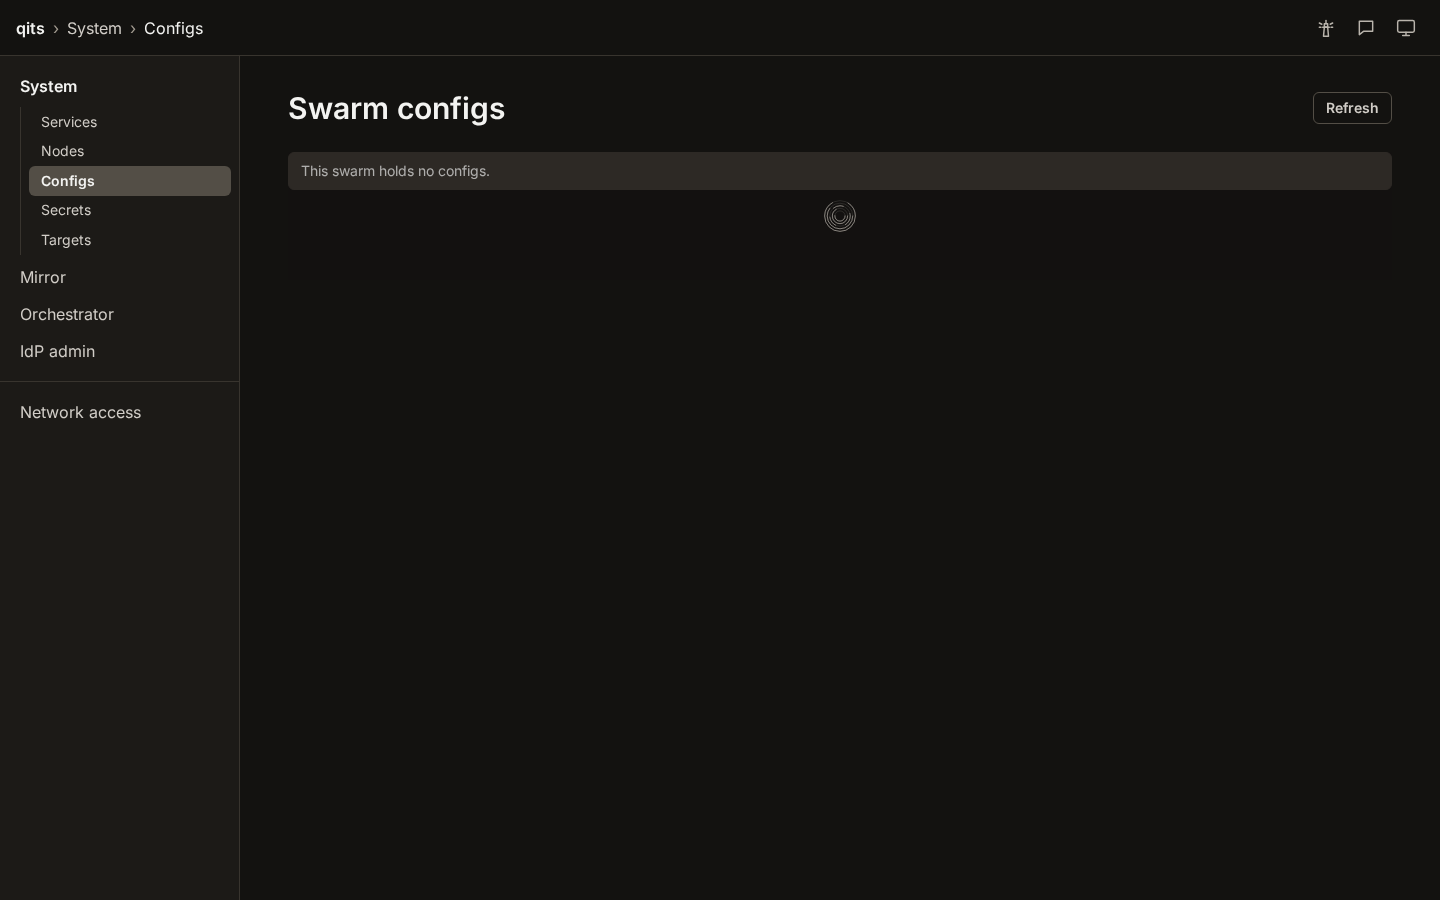 qits › System › Configs
System
Services
Nodes
Configs
Secrets
Targets
Mirror
Orchestrator
IdP admin
Network access
Swarm configs
Refresh
This swarm holds no configs.